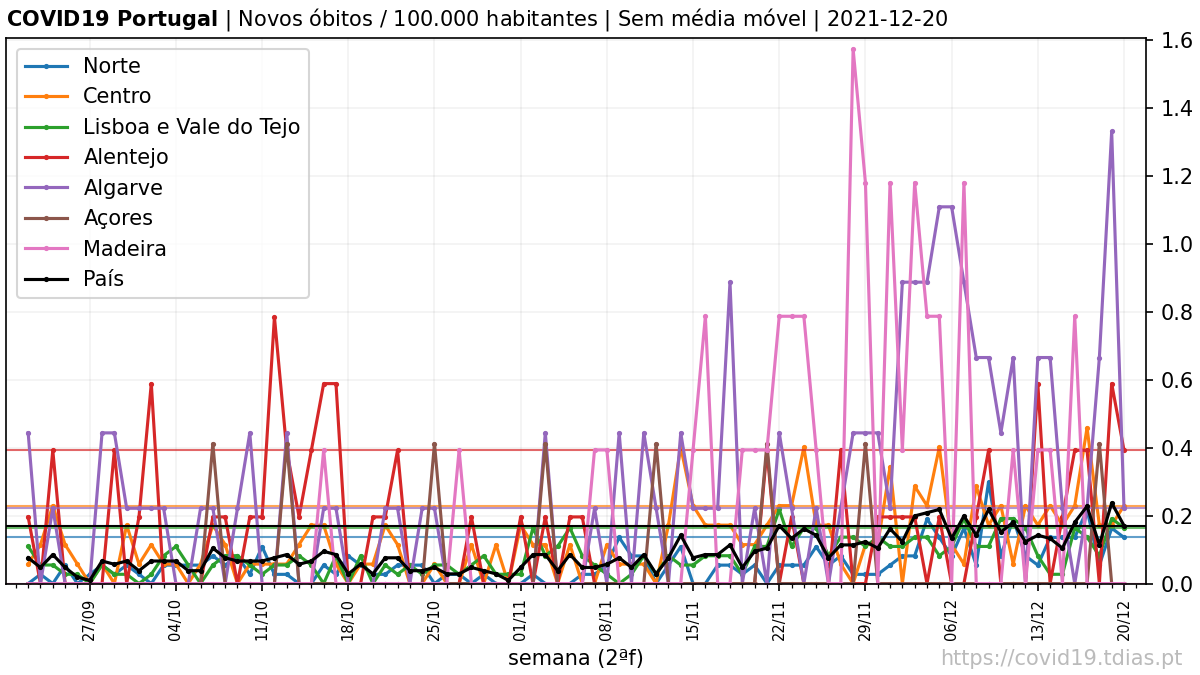 COVID19 Portugal | Novos óbitos / 100.000 habitantes | Sem média móvel | 2021-12-20
Norte
Centro
Lisboa e Vale do Tejo
Alentejo
Algarve
Açores
Madeira
País
1.6
1.4
1.2
1.0
0.8
0.6
0.4
0.2
0.0
27/09
04/10
11/10
18/10
25/10
01/11
08/11
15/11
22/11
29/11
06/12
13/12
20/12
semana (2ªf)
https://covid19.tdias.pt